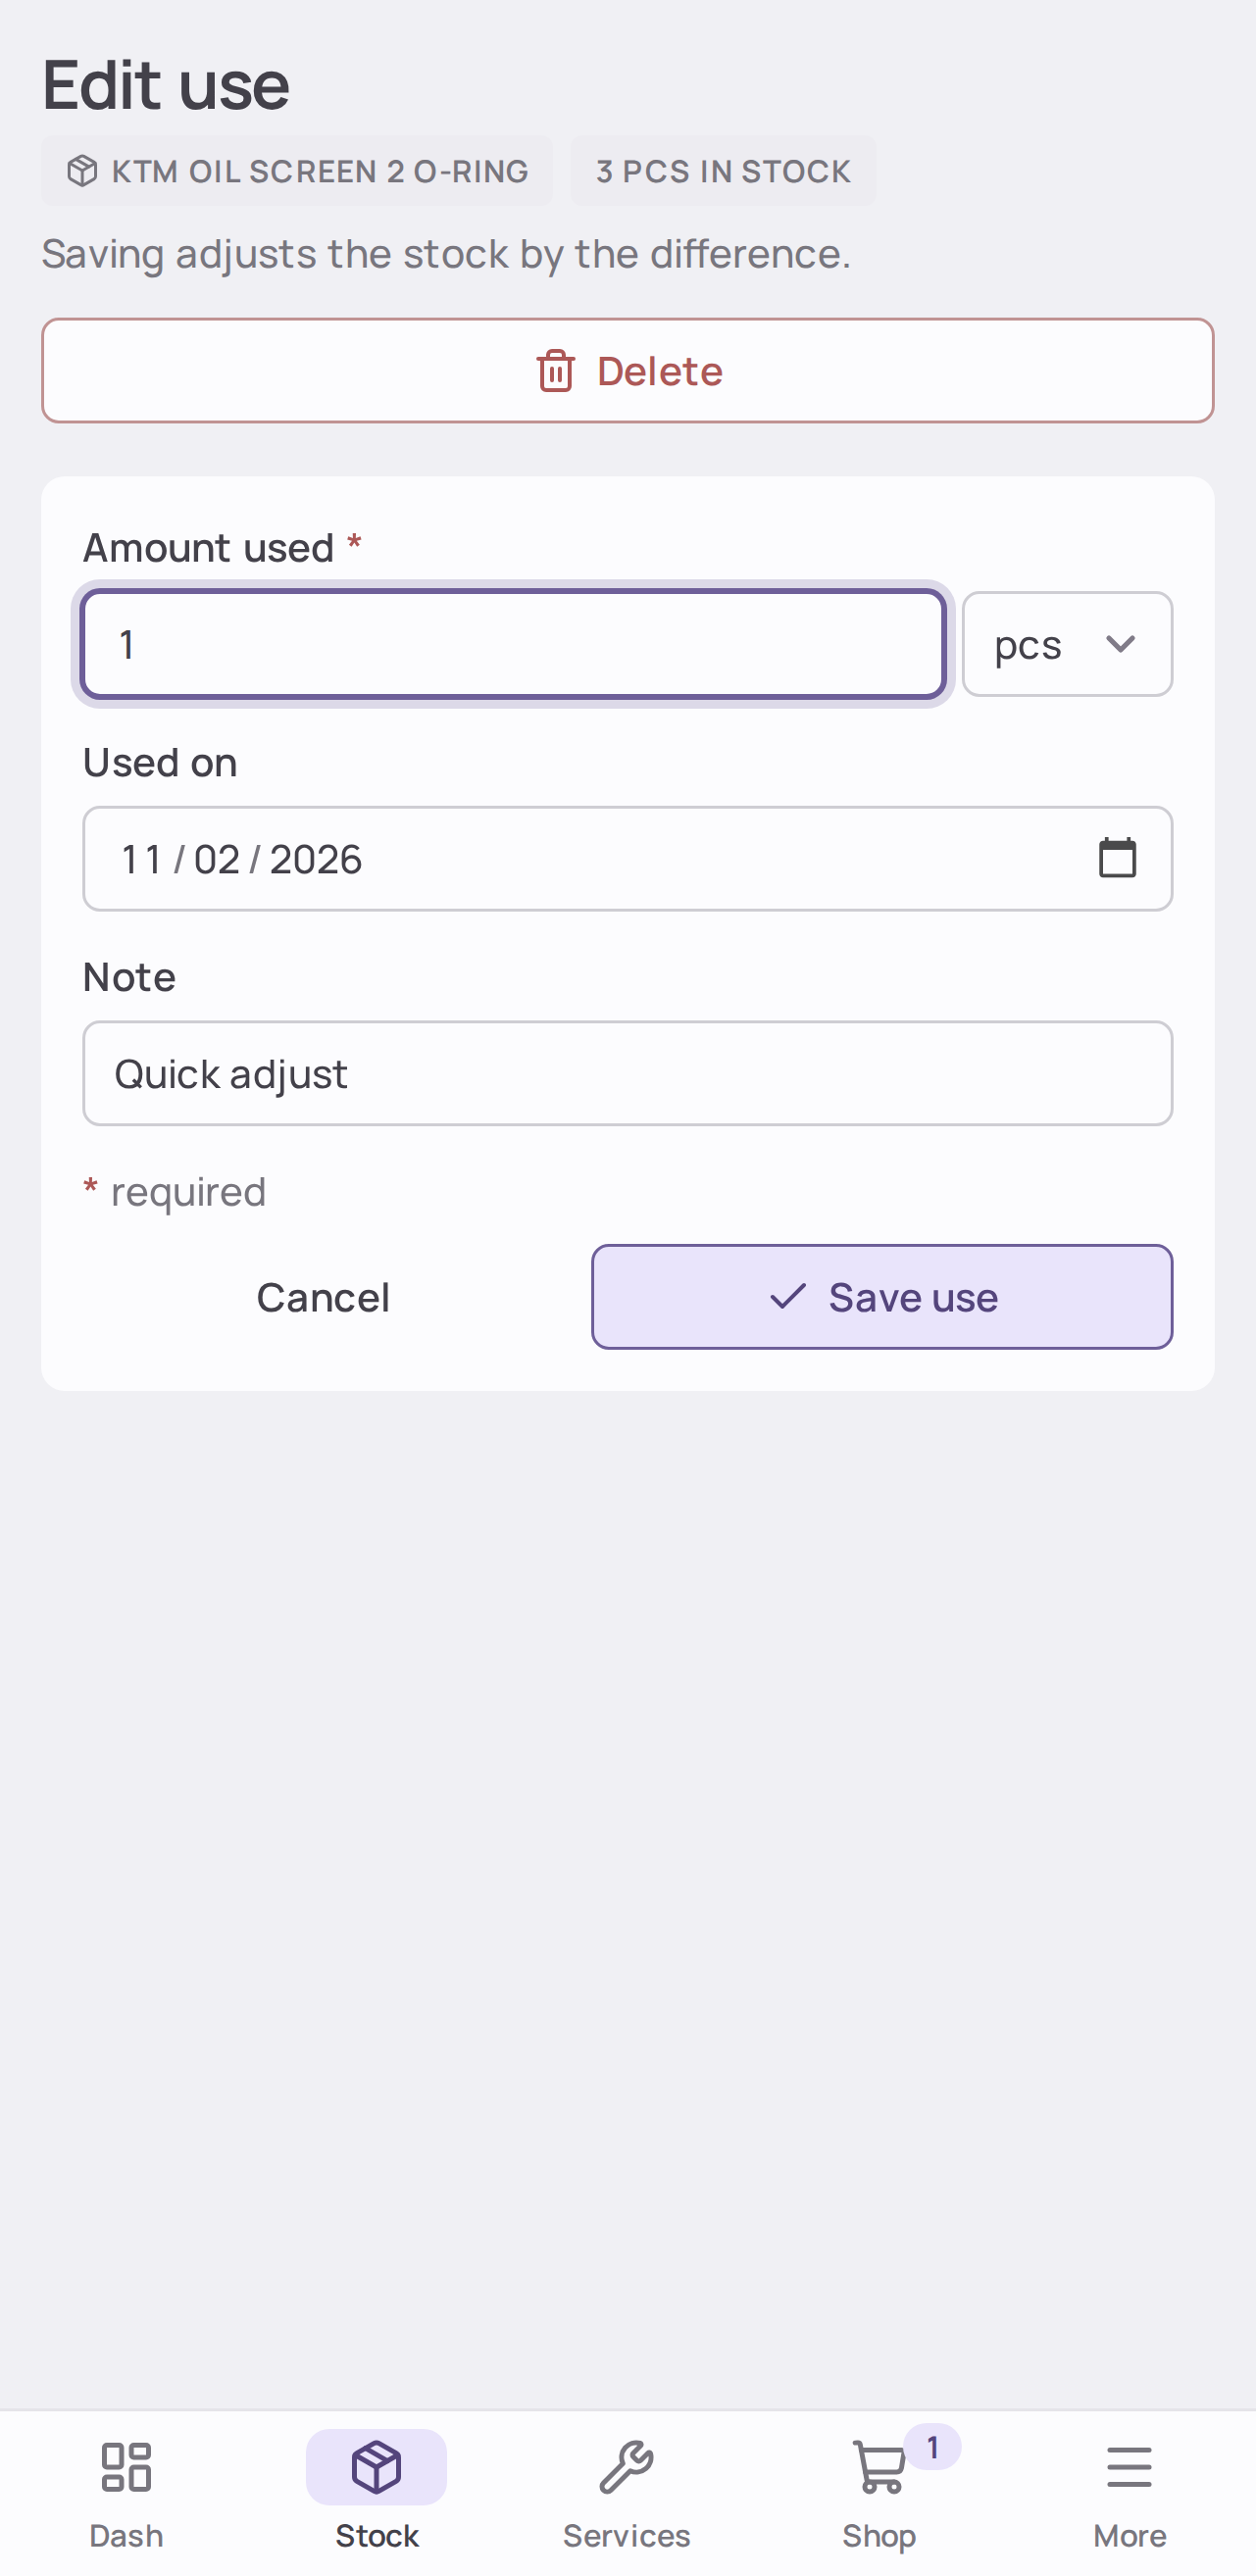 Edit use
KTM OIL SCREEN 2 O-RING 3 PCS IN STOCK
Saving adjusts the stock by the difference.
Delete
Amount used *
1 pcs
Used on
11/02/2026
Note
Quick adjust
* required
Cancel Save use
1
Dash Stock Services Shop More